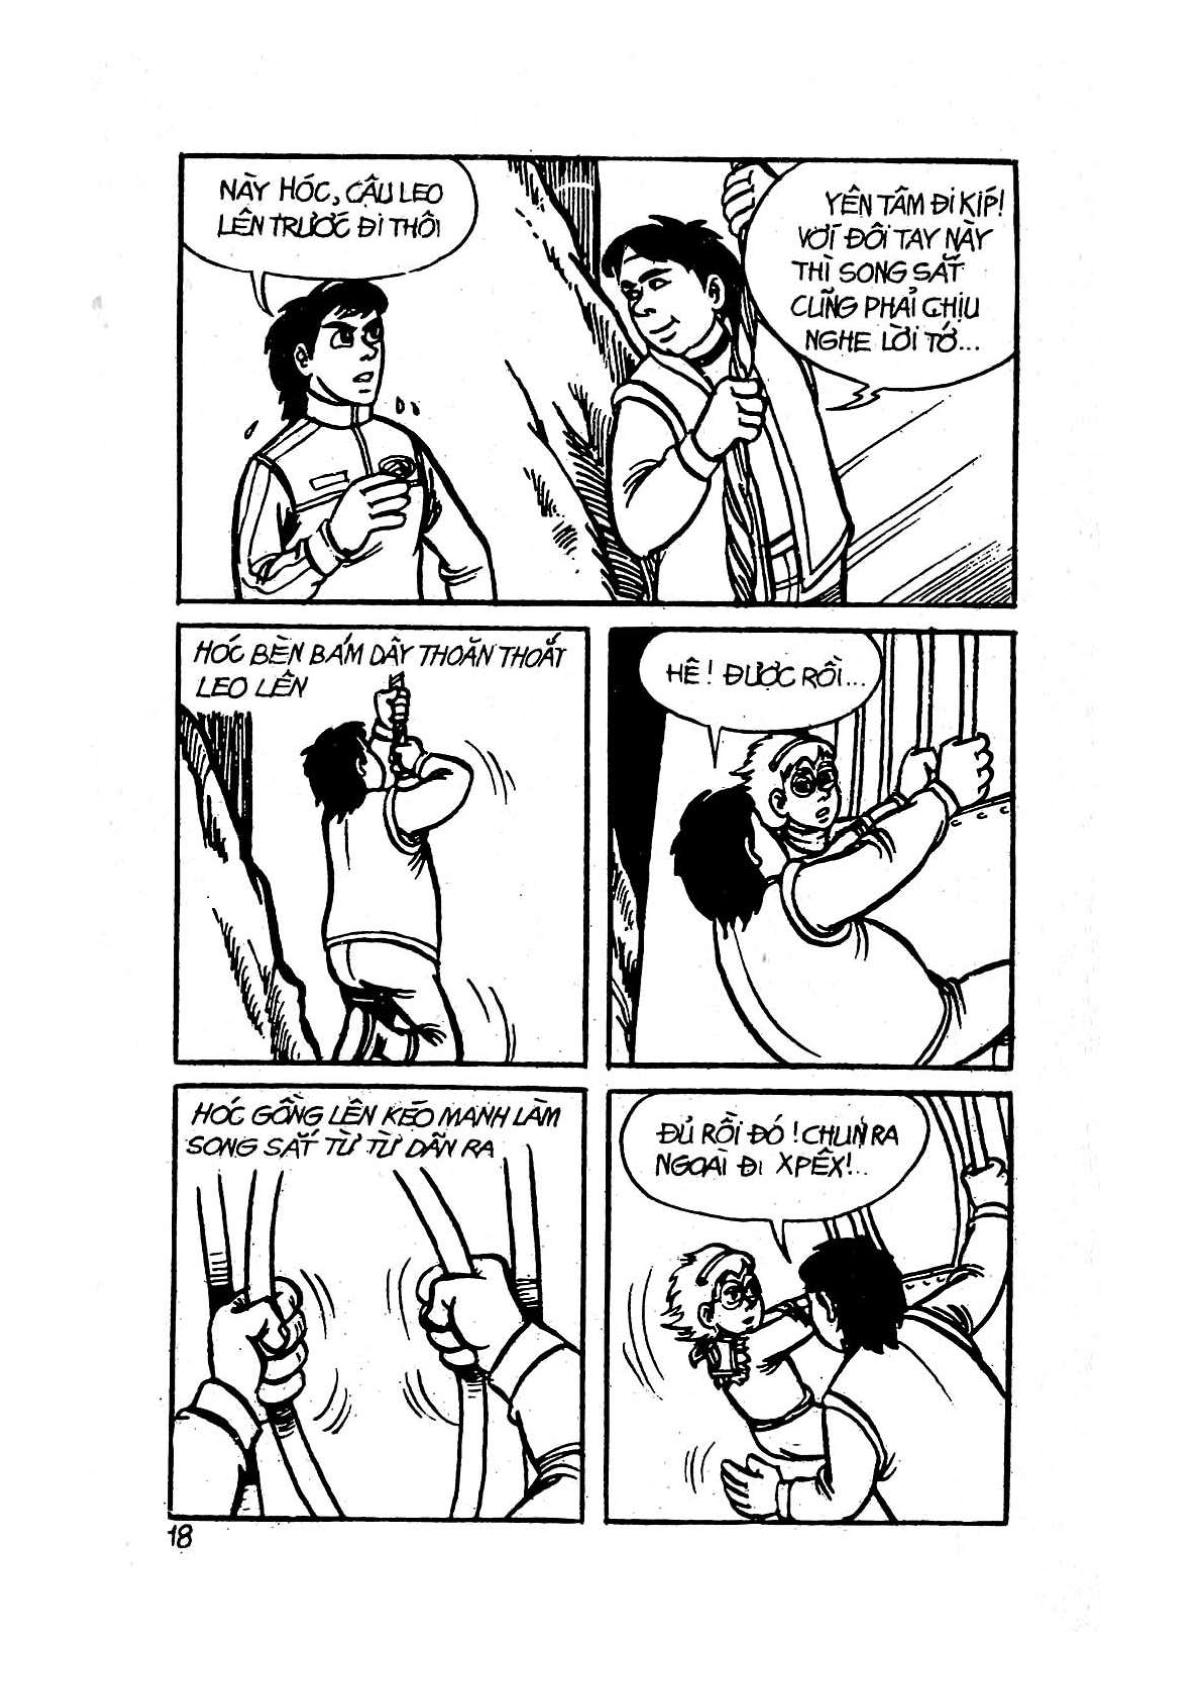 NÀY HÓC, CẬU LEO
LÊN TRƯỚC ĐI THÔI
YÊN TÂM ĐI KÍP!
VỚI ĐÔI TAY NÀY
THÌ SONG SẮT
CŨNG PHẢI CHỊU
NGHE LỜI TỚ...
HÓC BÈN BÁM DÂY THOĂN THOẮT
LEO LÊN
HÊ! ĐƯỢC RỒI...
HÓC GỒNG LÊN KÉO MẠNH LÀM
SONG SẮT TỪ TỪ DÃN RA
ĐỦ RỒI ĐÓ! CHUN RA
NGOÀI ĐI XPÊX!..
18